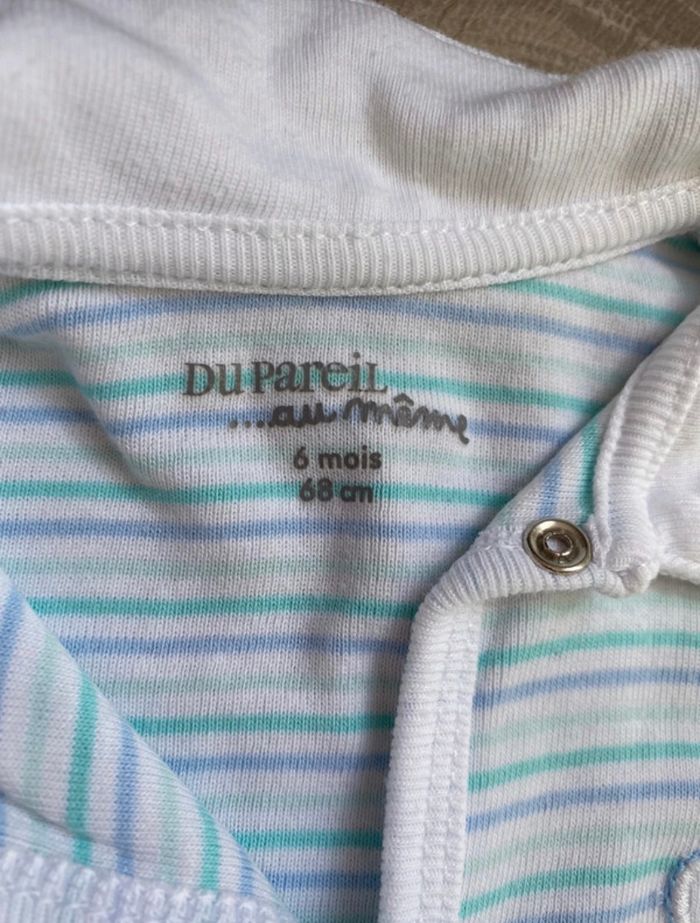 DU PareiL
...au même
6 mois
68 cm